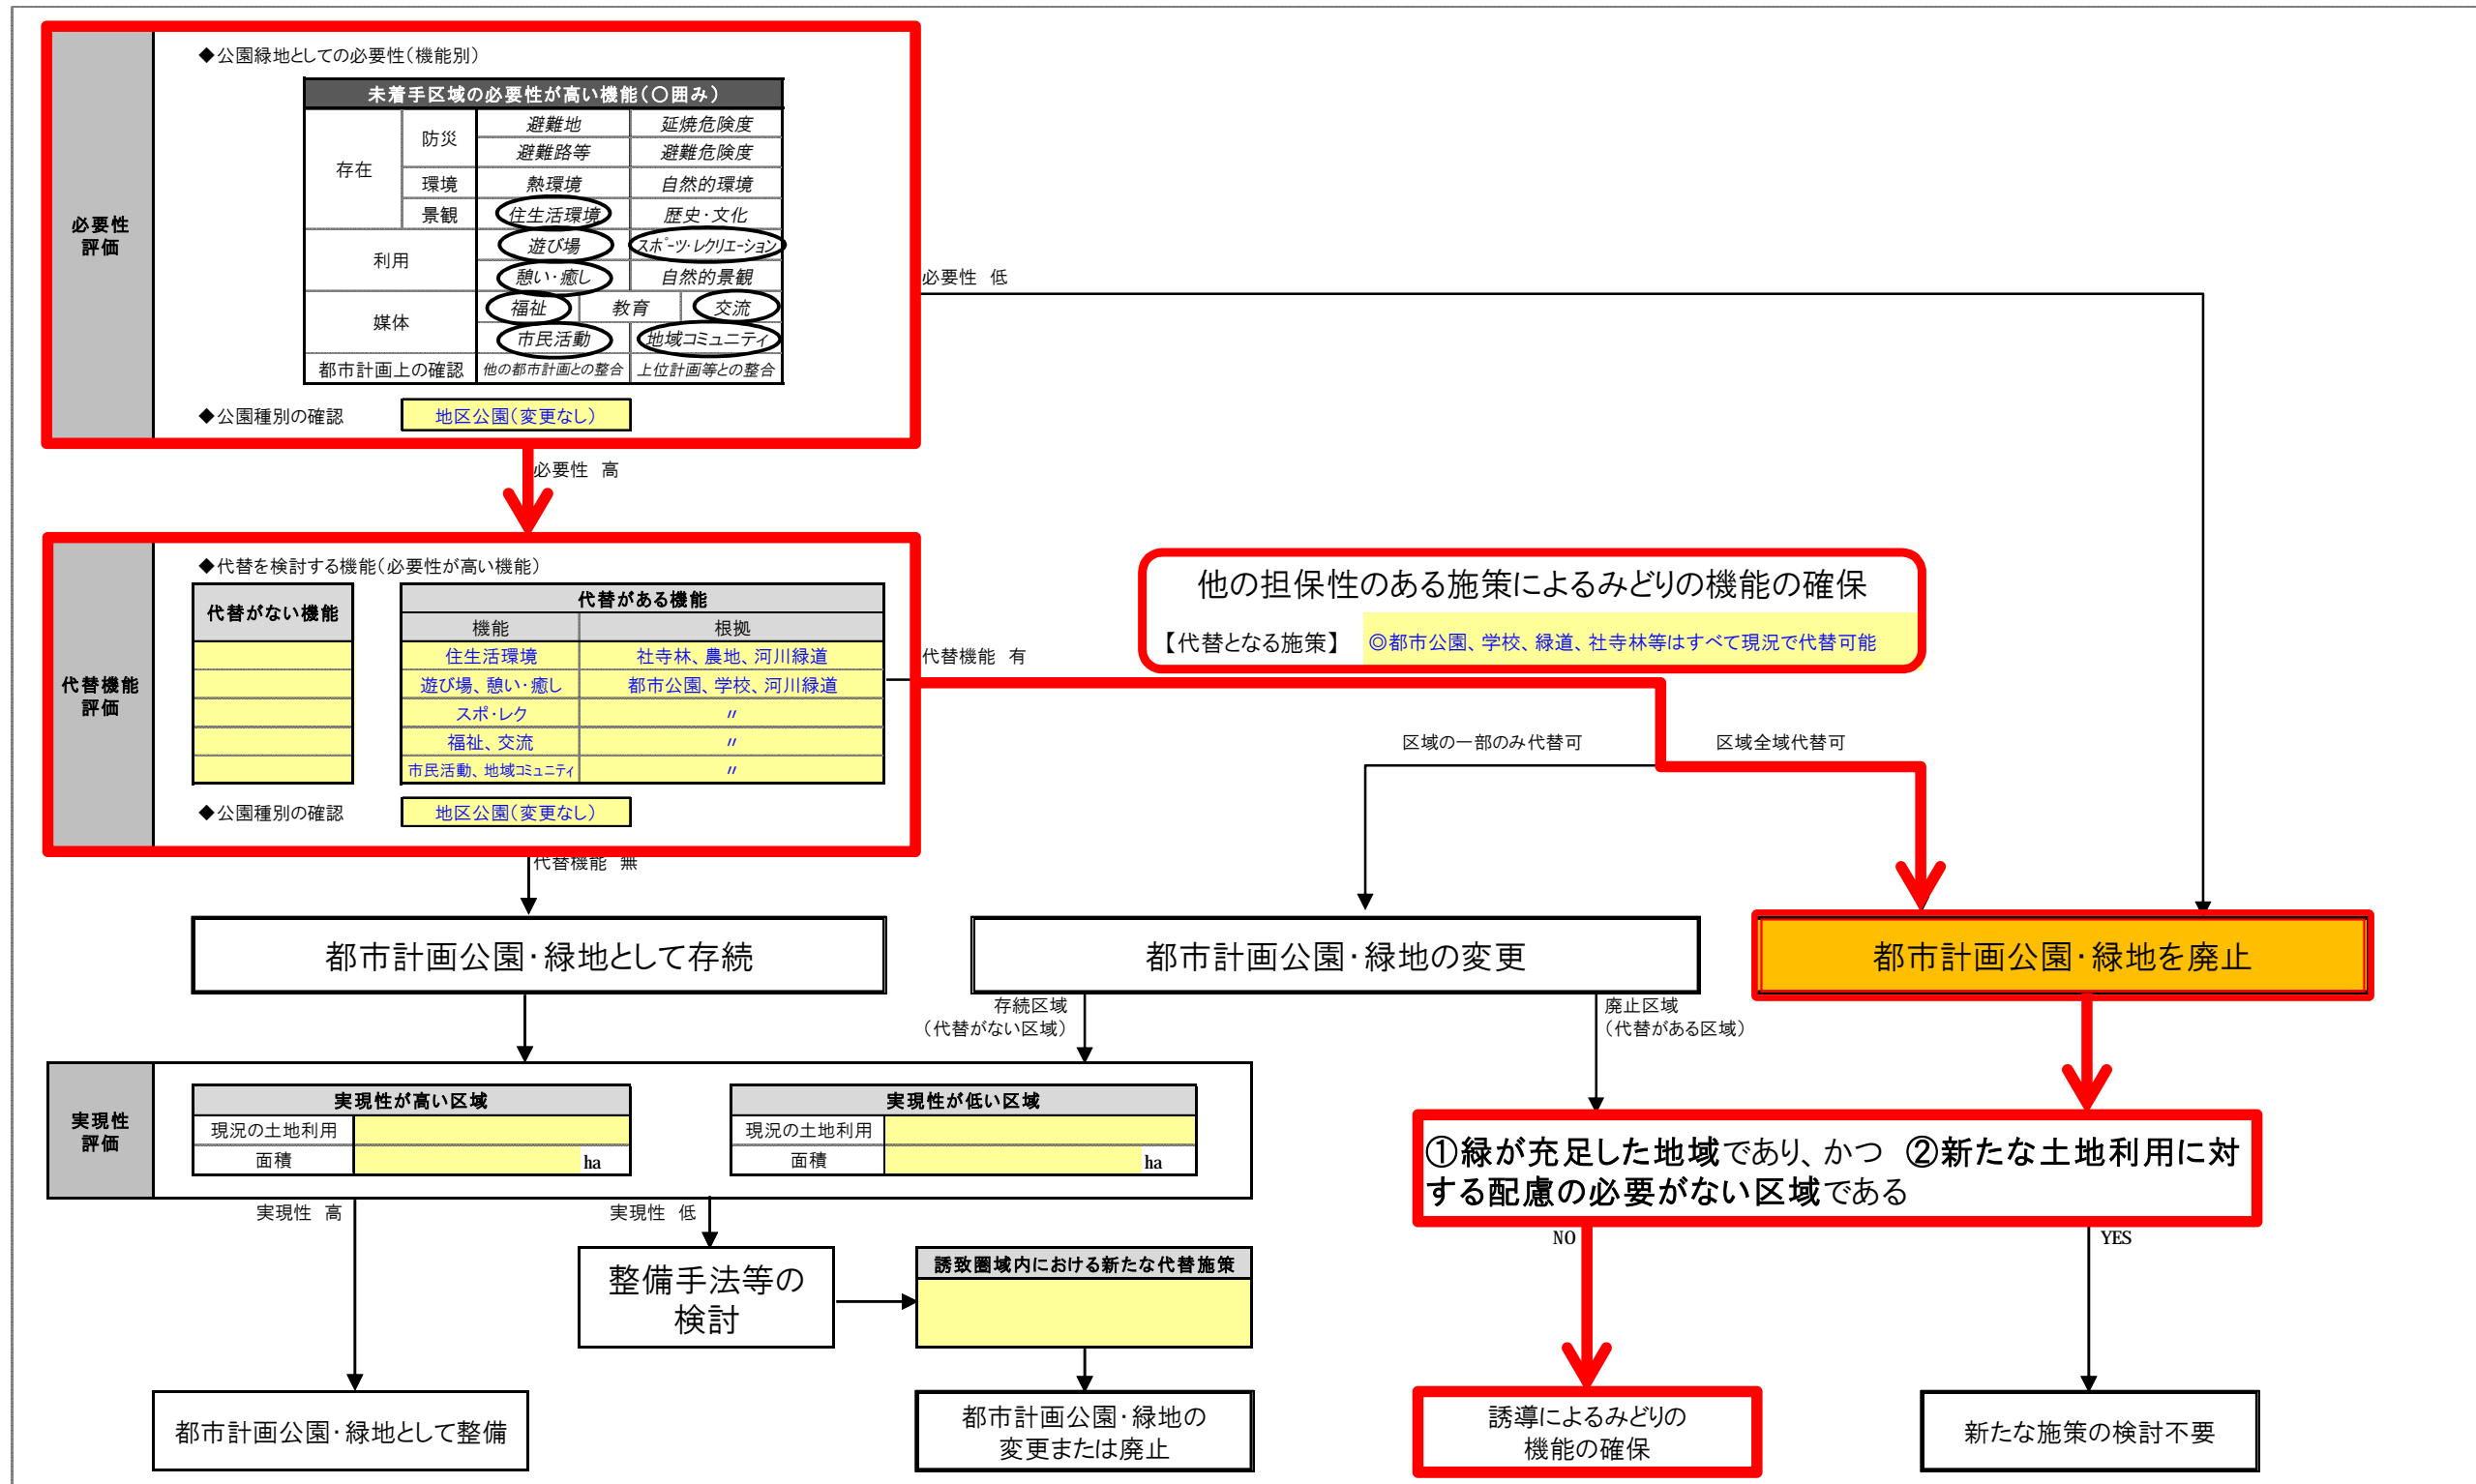 ◆公園緑地としての必要性(機能別)
未着手区域の必要性が高い機能(〇囲み)
存在
防災
避難地
延焼危険度
避難路等
避難危険度
環境
熱環境
自然的環境
景観
住生活環境
歴史・文化
利用
遊び場
スポーツ・レクリエーション
憩い・癒し
自然的景観
媒体
福祉
教育
交流
市民活動
地域コミュニティ
都市計画上の確認
他の都市計画との整合
上位計画等との整合
必要性
評価
◆公園種別の確認
地区公園(変更なし)
必要性 低
必要性 高
◆代替を検討する機能(必要性が高い機能)
代替がない機能
代替がある機能
機能
根拠
住生活環境
社寺林、農地、河川緑道
遊び場、憩い・癒し
都市公園、学校、河川緑道
スポ・レク
〃
福祉、交流
〃
市民活動、地域コミュニティ
〃
代替機能
評価
◆公園種別の確認
地区公園(変更なし)
代替機能 有
他の担保性のある施策によるみどりの機能の確保
【代替となる施策】
◎都市公園、学校、緑道、社寺林等はすべて現況で代替可能
区域の一部のみ代替可
区域全域代替可
代替機能 無
都市計画公園・緑地として存続
都市計画公園・緑地の変更
都市計画公園・緑地を廃止
存続区域
(代替がない区域)
廃止区域
(代替がある区域)
実現性
評価
実現性が高い区域
現況の土地利用
面積
ha
実現性が低い区域
現況の土地利用
面積
ha
①緑が充足した地域であり、かつ ②新たな土地利用に対
する配慮の必要がない区域である
実現性 高
実現性 低
NO
YES
整備手法等の
検討
誘致圏域内における新たな代替施策
都市計画公園・緑地として整備
都市計画公園・緑地の
変更または廃止
誘導によるみどりの
機能の確保
新たな施策の検討不要